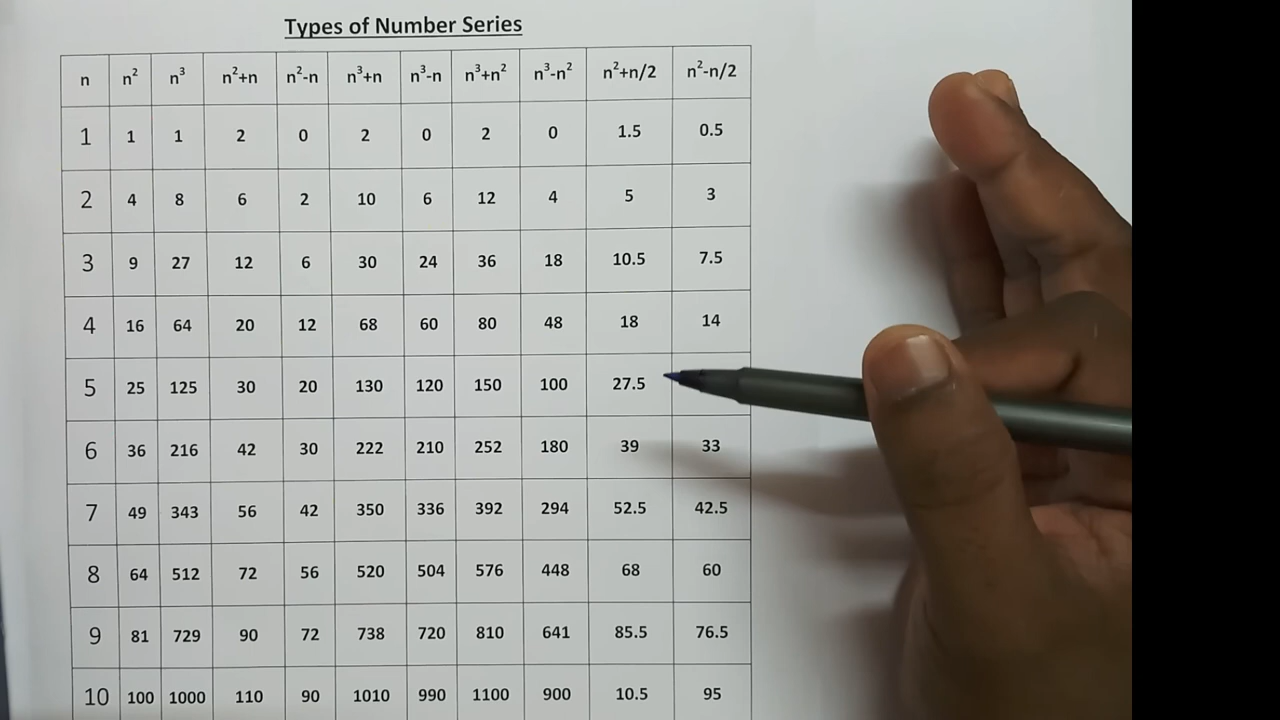 Types of Number Series
n n² n³ n²+n n²-n n³+n n³-n n³+n² n³-n² n²+n/2 n²-n/2
1 1 1 2 0 2 0 2 0 1.5 0.5
2 4 8 6 2 10 6 12 4 5 3
3 9 27 12 6 30 24 36 18 10.5 7.5
4 16 64 20 12 68 60 80 48 18 14
5 25 125 30 20 130 120 150 100 27.5
6 36 216 42 30 222 210 252 180 39 33
7 49 343 56 42 350 336 392 294 52.5 42.5
8 64 512 72 56 520 504 576 448 68 60
9 81 729 90 72 738 720 810 641 85.5 76.5
10 100 1000 110 90 1010 990 1100 900 10.5 95